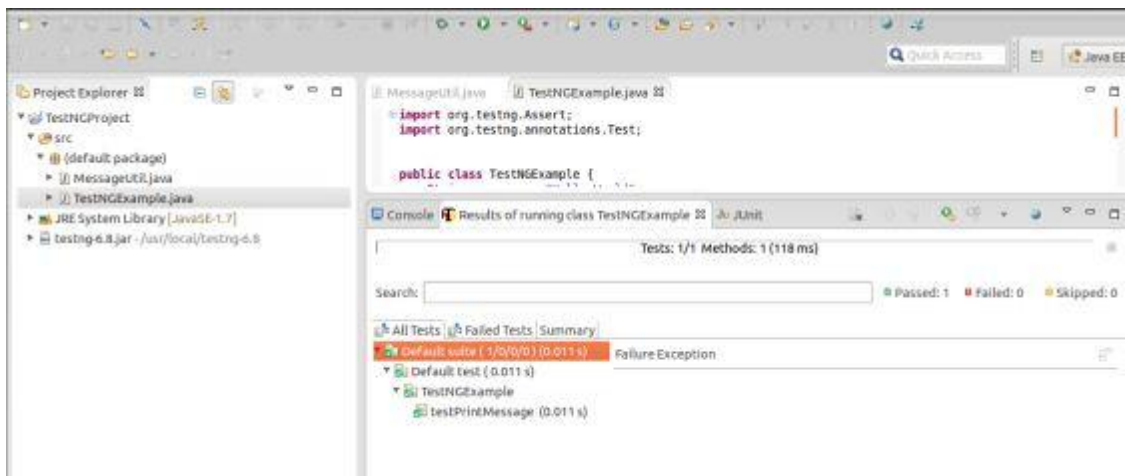 Quick Access
Java EE
Project Explorer
TestNGProject
src
(default package)
MessageUtil.java
TestNGExample.java
JRE System Library [JavaSE-1.7]
testng-6.8.jar - /usr/local/testng-6.8
MessageUtil.java
TestNGExample.java
import org.testng.Assert;
import org.testng.annotations.Test;
public class TestNGExample {
Console
Results of running class TestNGExample
JUnit
Tests: 1/1 Methods: 1 (118 ms)
Search:
Passed: 1
Failed: 0
Skipped: 0
All Tests
Failed Tests
Summary
Default suite ( 1/0/0/0 ) (0.011 s)
Failure Exception
Default test ( 0.011 s)
TestNGExample
testPrintMessage (0.011 s)